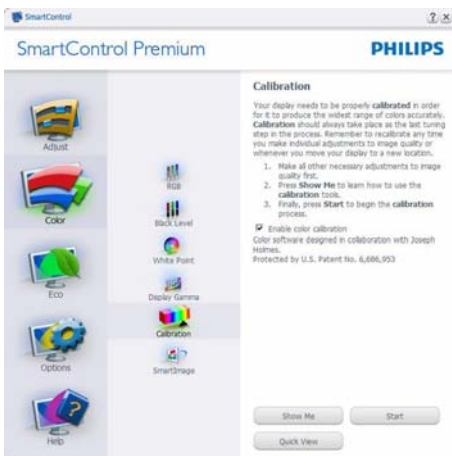 SmartControl
SmartControl Premium
PHILIPS
Adjust
Color
Eco
Options
Help
RGB
Black Level
White Point
Display Gamma
Calibration
SmartImage
Calibration
Your display needs to be properly calibrated in order
for it to produce the widest range of colors accurately.
Calibration should always take place as the last tuning
step in the process. Remember to recalibrate any time
you make individual adjustments to image quality or
whenever you move your display to a new location.
1. Make all other necessary adjustments to image
quality first.
2. Press Show Me to learn how to use the
calibration tools.
3. Finally, press Start to begin the calibration
process.
Enable color calibration
Color software designed in collaboration with Joseph
Holmes.
Protected by U.S. Patent No. 6,686,953
Show Me
Start
Quick View